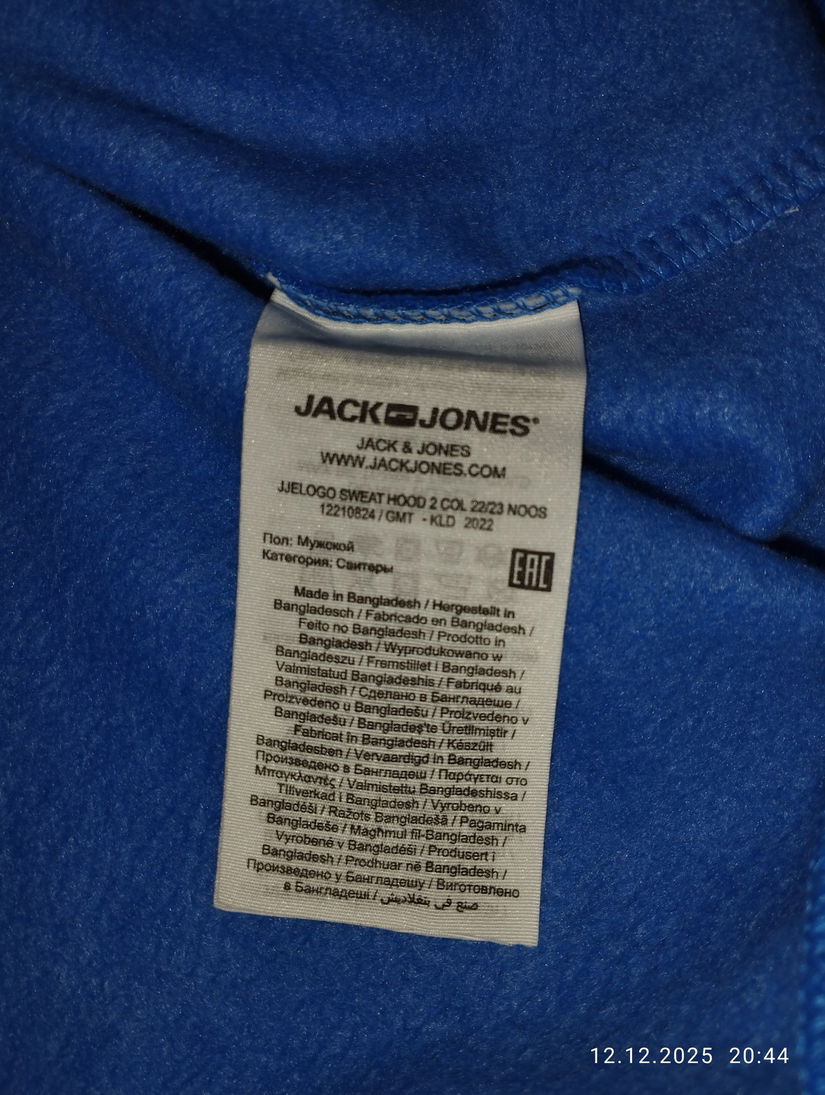 JACK JONES®
JACK & JONES
WWW.JACKJONES.COM
JJELOGO SWEAT HOOD 2 COL 22/23 NOOS
12210824 / GMT - KLD 2022
Пол: Мужской
Категория: Свитеры
EAC
Made in Bangladesh / Hergestellt in
Bangladesch / Fabricado en Bangladesh /
Feito no Bangladesh / Prodotto in
Bangladesh / Wyprodukowano w
Bangladeszu / Fremstillet i Bangladesh /
Valmistatud Bangladeshis / Fabriqué au
Bangladesh / Сделано в Бангладеше /
Proizvedeno u Bangladešu / Proizvedeno v
Bangladešu / Bangladeş'te Üretilmiştir /
Fabricat în Bangladesh / Készült
Bangladesben / Vervaardigd in Bangladesh /
Произведено в Бангладеш / Παράγεται στο
Μπαγκλαντές / Valmistettu Bangladeshissa /
Tillverkad i Bangladesh / Vyrobeno v
Bangladéši / Ražots Bangladešā / Pagaminta
Bangladeše / Magħmul fil-Bangladesh /
Vyrobené v Bangladéši / Produsert i
Bangladesh / Prodhuar në Bangladesh /
Произведено у Бангладешу / Виготовлено
в Бангладеші / صنع في بنغلاديش
12.12.2025 20:44